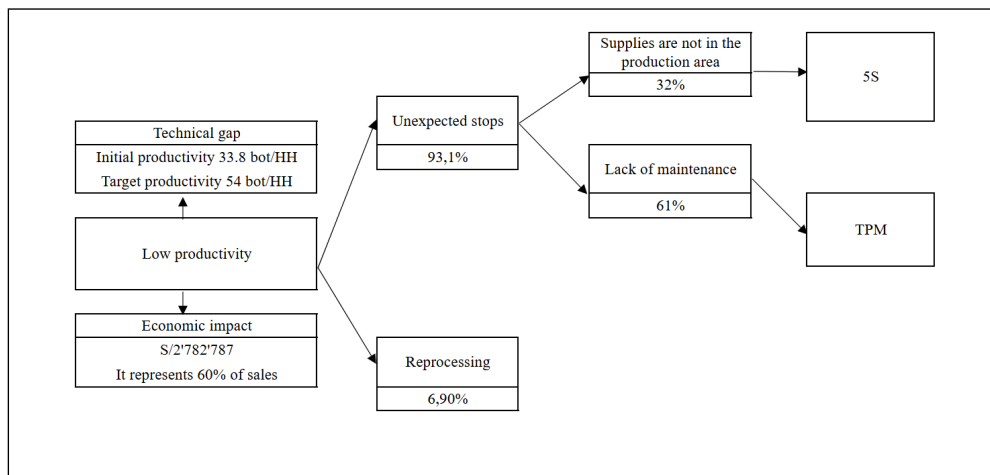 Technical gap
Initial productivity 33.8 bot/HH
Target productivity 54 bot/HH
Low productivity
Economic impact
S/2'782'787
It represents 60% of sales
Unexpected stops
93,1%
Reprocessing
6,90%
Supplies are not in the
production area
32%
Lack of maintenance
61%
5S
TPM